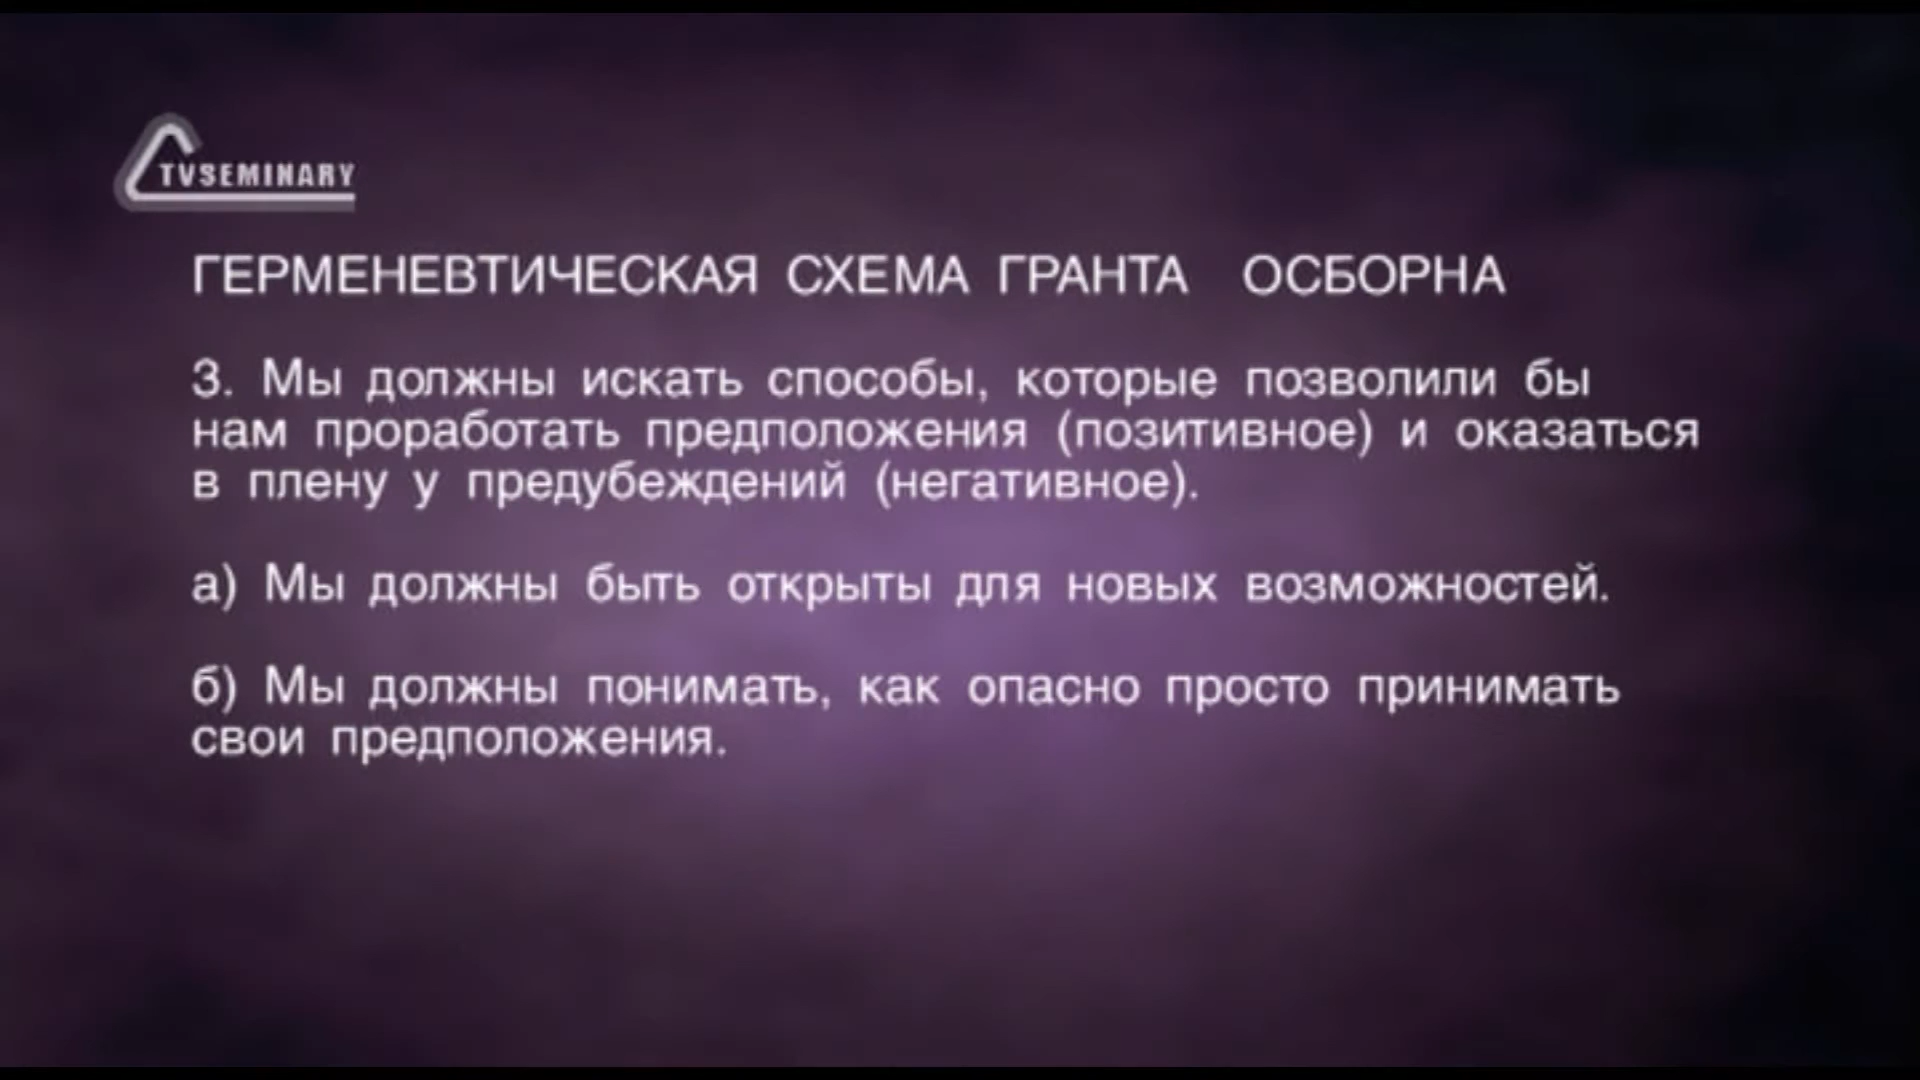 TVSEMINARY
ГЕРМЕНЕВТИЧЕСКАЯ СХЕМА ГРАНТА ОСБОРНА
3. Мы должны искать способы, которые позволили бы
нам проработать предположения (позитивное) и оказаться
в плену у предубеждений (негативное).
а) Мы должны быть открыты для новых возможностей.
б) Мы должны понимать, как опасно просто принимать
свои предположения.